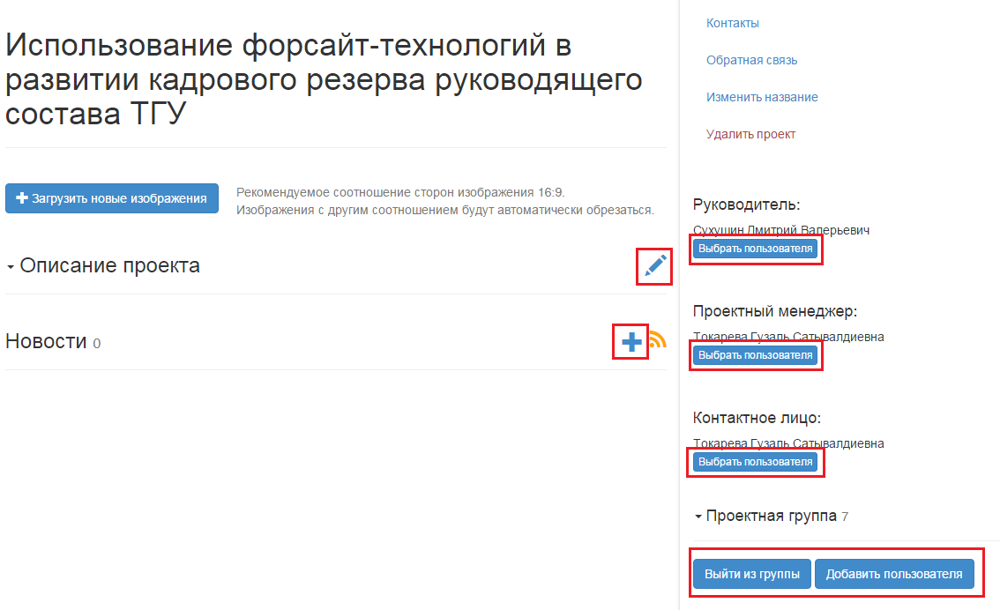 Использование форсайт-технологий в
развитии кадрового резерва руководящего
состава ТГУ
Загрузить новые изображения
Рекомендуемое соотношение сторон изображения 16:9.
Изображения с другим соотношением будут автоматически обрезаться.
Описание проекта
Новости 0
Контакты
Обратная связь
Изменить название
Удалить проект
Руководитель:
Сухушин Дмитрий Валерьевич
Выбрать пользователя
Проектный менеджер:
Токарева Гузаль Сатывалдиевна
Выбрать пользователя
Контактное лицо:
Токарева Гузаль Сатывалдиевна
Выбрать пользователя
Проектная группа 7
Выйти из группы
Добавить пользователя